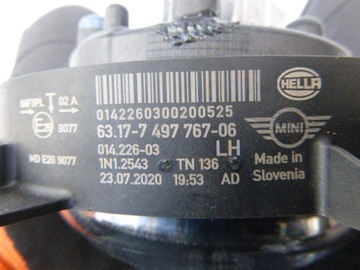 HELLA
02 A
0142260300200525
E26 9077
63.17-7 497 767-06
MINI
014.226-03 LH
MD E26 9077
1N1.2543 TN 136
Made in
Slovenia
23.07.2020 19:53 AD